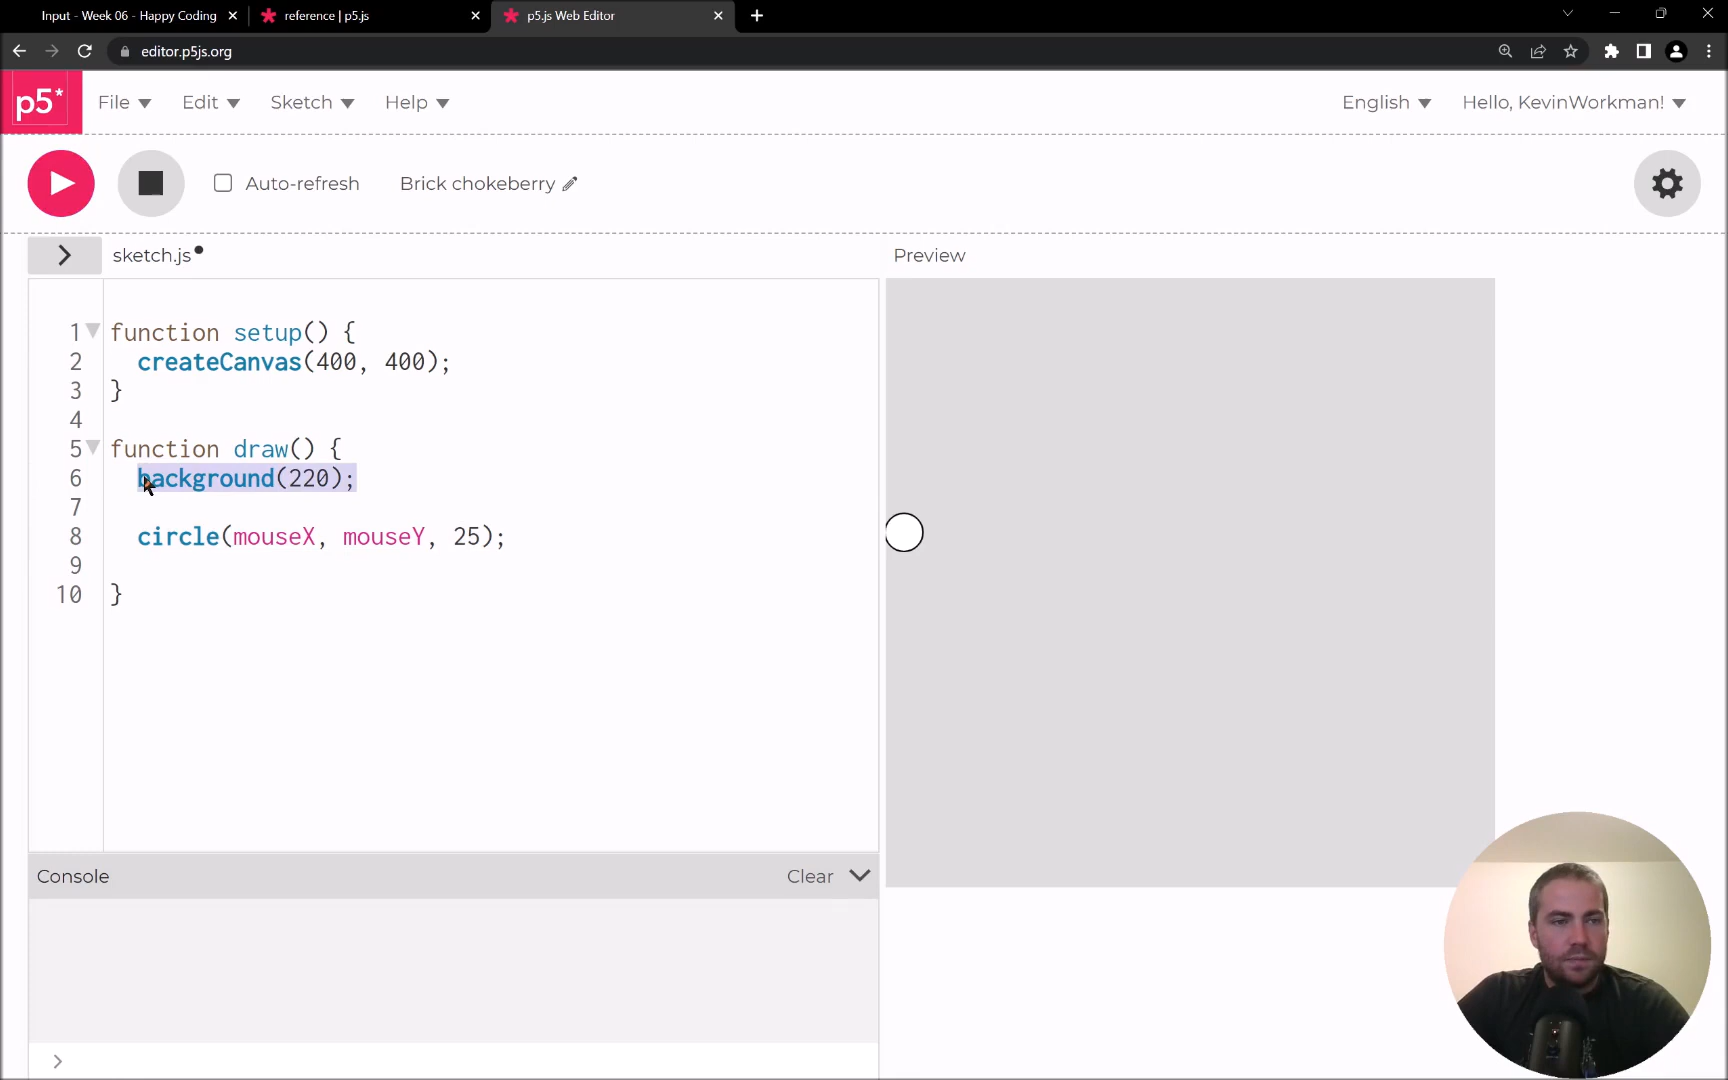 Input - Week 06 - Happy Coding
reference | p5.js
p5.js Web Editor
editor.p5js.org
p5*
File
Edit
Sketch
Help
English
Hello, KevinWorkman!
Auto-refresh
Brick chokeberry
sketch.js
Preview
1 function setup() {
2 createCanvas(400, 400);
3 }
4
5 function draw() {
6 background(220);
7
8 circle(mouseX, mouseY, 25);
9
10 }
Console
Clear